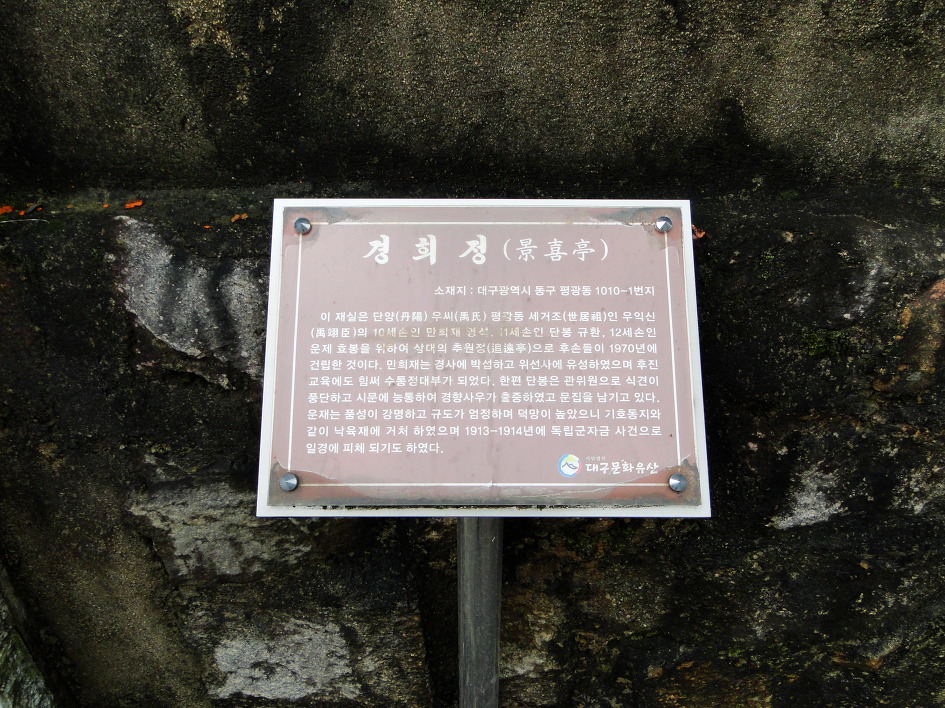 경 희 정 (景喜亭)
소재지 : 대구광역시 동구 평광동 1010-1번지
이 재실은 단양(丹陽) 우씨(禹氏) 평광동 세거조(世居祖)인 우익신
(禹翊臣)의 10세손인 만희재 영석, 11세손인 단봉 규환, 12세손인
운제 효봉을 위하여 상대의 추원정(追遠亭)으로 후손들이 1970년에
건립한 것이다. 만희재는 경사에 박섭하고 위선사에 유성하였으며 후진
교육에도 힘써 수통정대부가 되었다. 한편 단봉은 관위원으로 식견이
풍단하고 시문에 능통하여 경향사우가 출중하였고 문집을 남기고 있다.
운재는 품성이 강명하고 규도가 엄정하며 덕망이 높았으니 기호동지와
같이 낙육재에 거처 하였으며 1913-1914년에 독립군자금 사건으로
일경에 피체 되기도 하였다.
대구문화유산